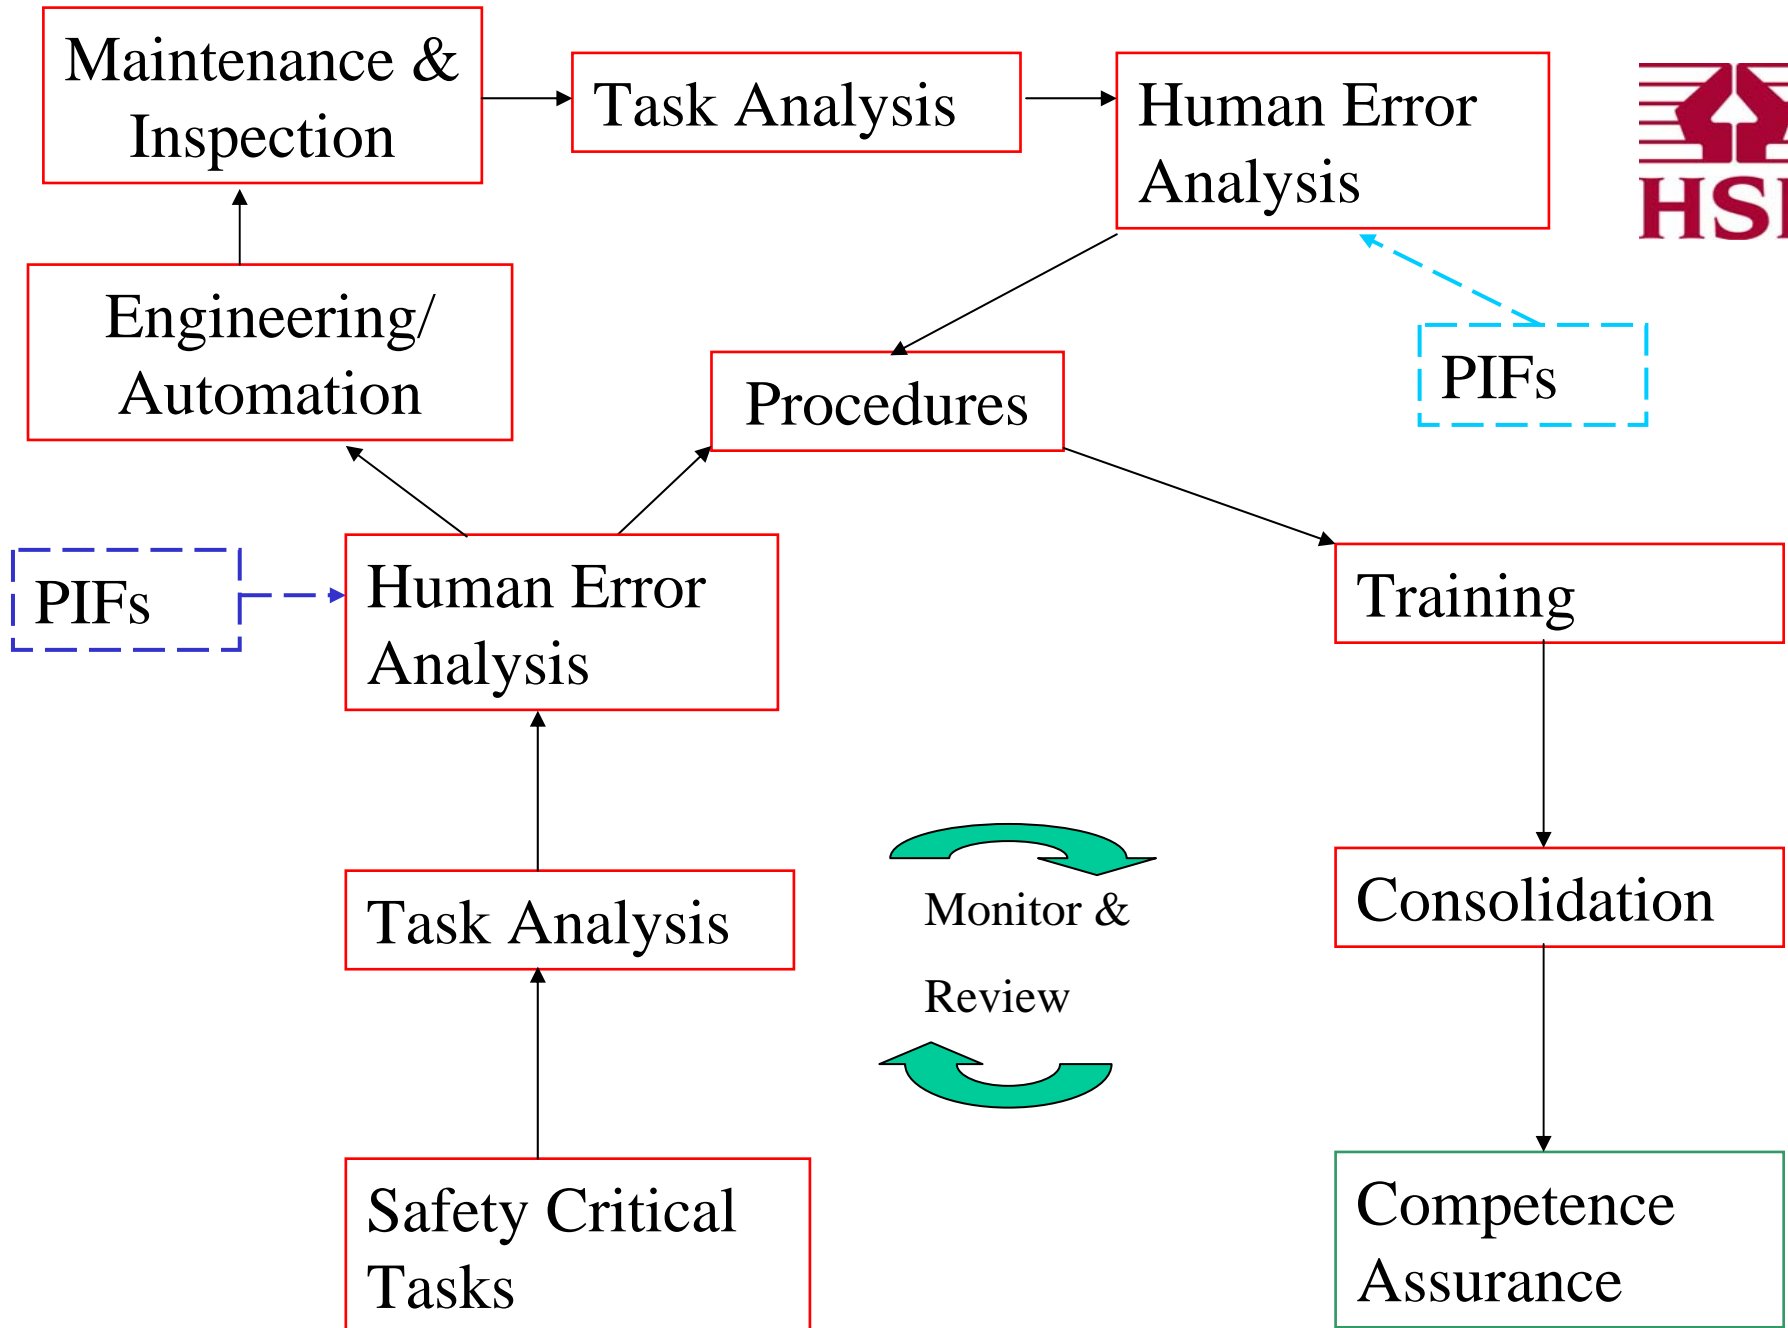 Maintenance &
Inspection
Task Analysis
Human Error
Analysis
HSE
Engineering/
Automation
PIFs
Procedures
PIFs
Human Error
Analysis
Training
Task Analysis
Monitor &
Review
Consolidation
Safety Critical
Tasks
Competence
Assurance